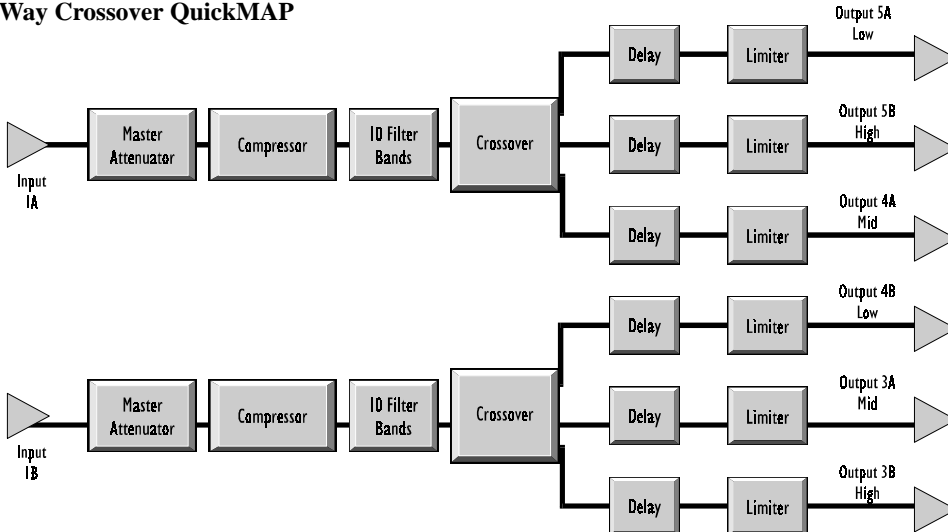 Way Crossover QuickMAP
Output 5A
Low
Delay
Limiter
Output 5B
High
Master
Attenuator
Compressor
10 Filter
Bands
Crossover
Delay
Limiter
Input
1A
Output 4A
Mid
Delay
Limiter
Output 4B
Low
Delay
Limiter
Output 3A
Mid
Master
Attenuator
Compressor
10 Filter
Bands
Crossover
Delay
Limiter
Input
1B
Output 3B
High
Delay
Limiter